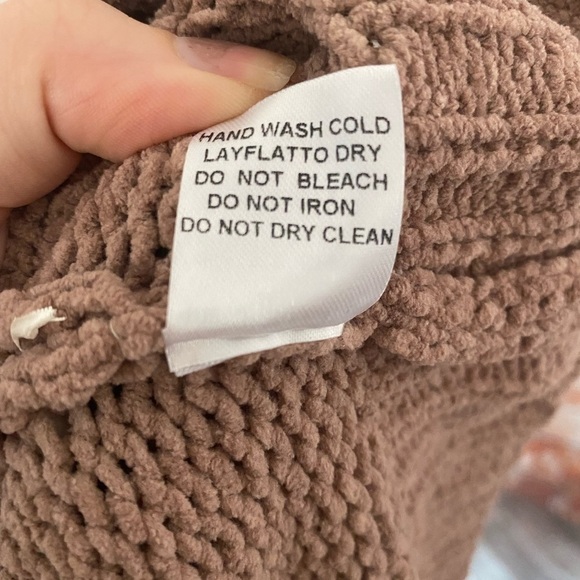 HAND WASH COLD
LAYFLATTO DRY
DO NOT BLEACH
DO NOT IRON
DO NOT DRY CLEAN